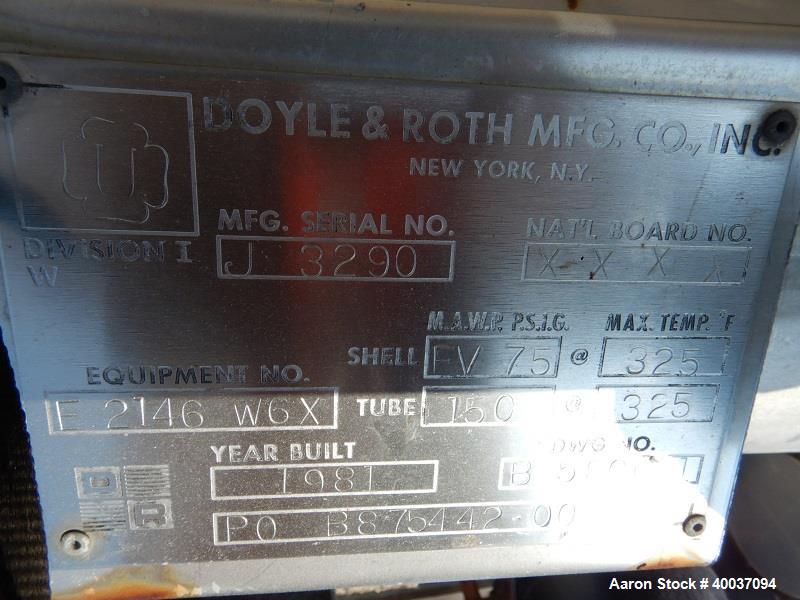 DOYLE & ROTH MFG. CO., INC.
NEW YORK, N.Y.
U
DIVISION I
W
MFG. SERIAL NO.
J 3290
NAT'L BOARD NO.
X X X X
M.A.W.P. P.S.I.G. MAX. TEMP. °F
SHELL FV 75 @ 325
EQUIPMENT NO.
E 2146 WGX
TUBE 150 @ 325
YEAR BUILT
1981
DWG NO.
B
D
R
PO B875442-00
Aaron Stock # 40037094